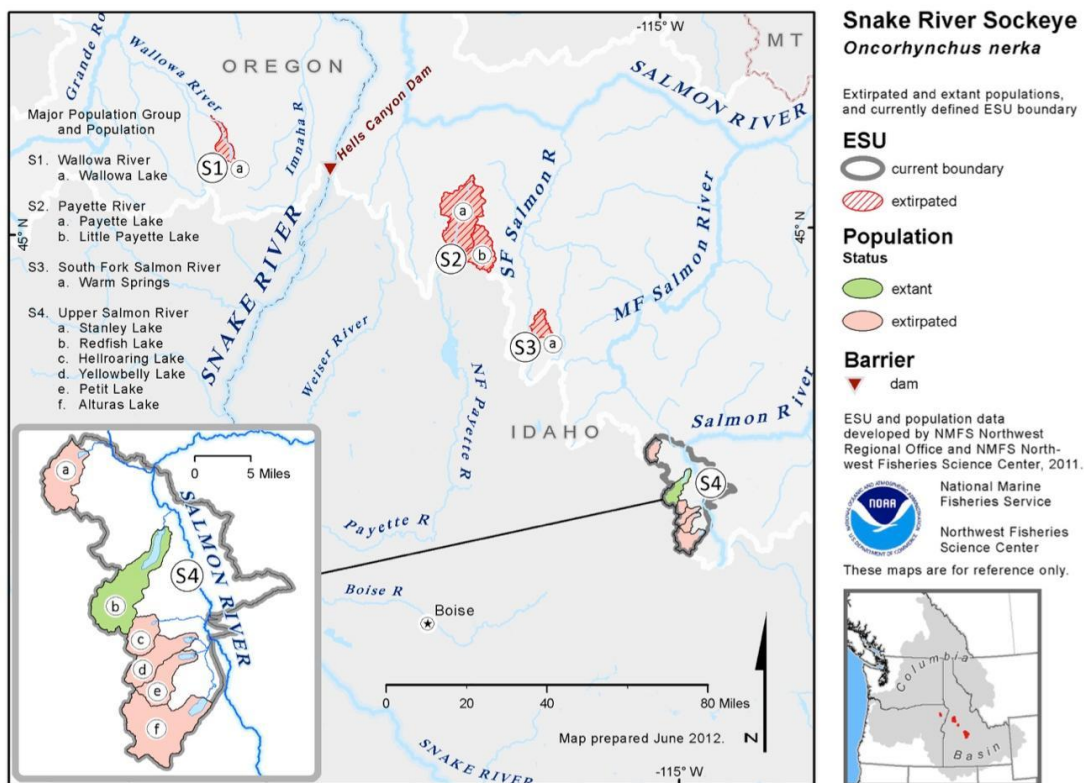 -115° W
MT
OREGON
Grande Ro
Wallowa River
Imnaha R
Hells Canyon Dam
SALMON RIVER
Major Population Group
and Population
S1. Wallowa River
a. Wallowa Lake
S2. Payette River
a. Payette Lake
b. Little Payette Lake
S3. South Fork Salmon River
a. Warm Springs
S4. Upper Salmon River
a. Stanley Lake
b. Redfish Lake
c. Hellroaring Lake
d. Yellowbelly Lake
e. Petit Lake
f. Alturas Lake
S1
a
45° N
45° N
SNAKE RIVER
S2
a
b
SF Salmon R
MF Salmon River
S3
a
Weiser River
NF Payette R
IDAHO
Salmon River
S4
Payette R
Boise R
Boise
0 40 80 Miles
Map prepared June 2012.
N
SNAKE RIVER
-115° W
0 5 Miles
SALMON RIVER
S4
a
b
c
d
e
f
Snake River Sockeye
Oncorhynchus nerka
Extirpated and extant populations,
and currently defined ESU boundary
ESU
current boundary
extirpated
Population
Status
extant
extirpated
Barrier
dam
ESU and population data
developed by NMFS Northwest
Regional Office and NMFS North-
west Fisheries Science Center, 2011.
NOAA
National Marine
Fisheries Service
Northwest Fisheries
Science Center
These maps are for reference only.
Columbia
Basin